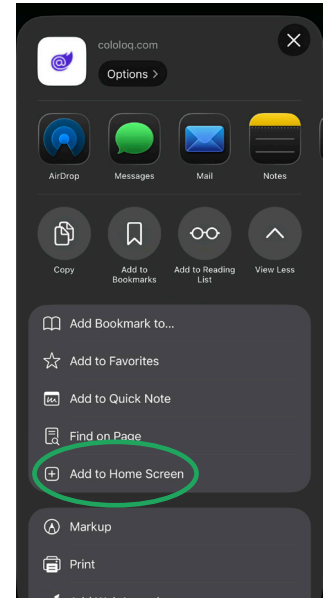 cololoq.com
Options >
AirDrop
Messages
Mail
Notes
Copy
Add to
Bookmarks
Add to Reading
List
View Less
Add Bookmark to...
Add to Favorites
Add to Quick Note
Find on Page
Add to Home Screen
Markup
Print